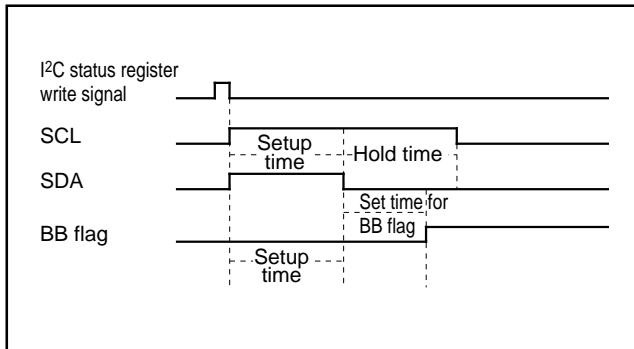 I²C status register
write signal
SCL
Setup
time
Hold time
SDA
Set time for
BB flag
BB flag
Setup
time